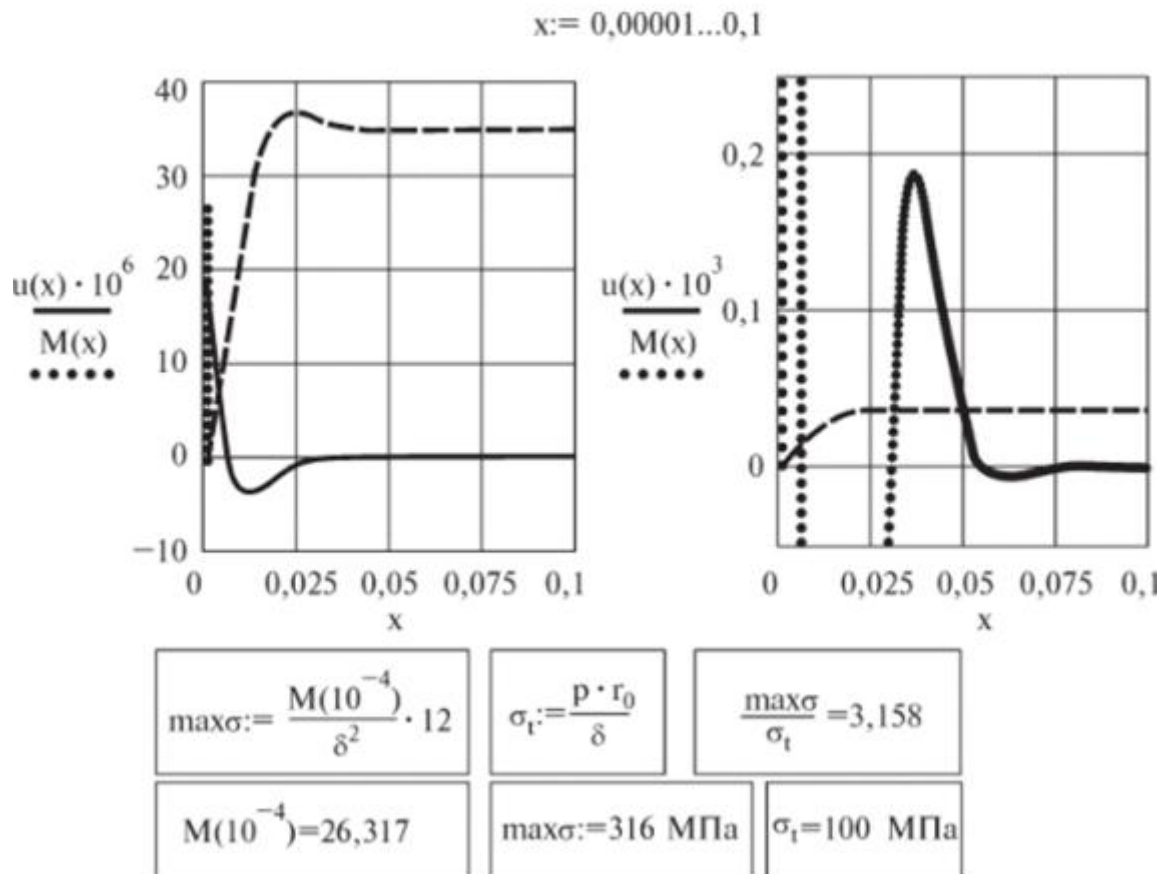 x:= 0,00001...0,1
40
30
20
10
0
−10
u(x) · 10^6
M(x)
0 0,025 0,05 0,075 0,1
x
0,2
0,1
0
u(x) · 10^3
M(x)
0 0,025 0,05 0,075 0,1
x
maxσ:= M(10^−4)/δ^2 · 12
σ_t:= p · r_0/δ
maxσ/σ_t =3,158
M(10^−4)=26,317
maxσ:=316 МПа
σ_t=100 МПа